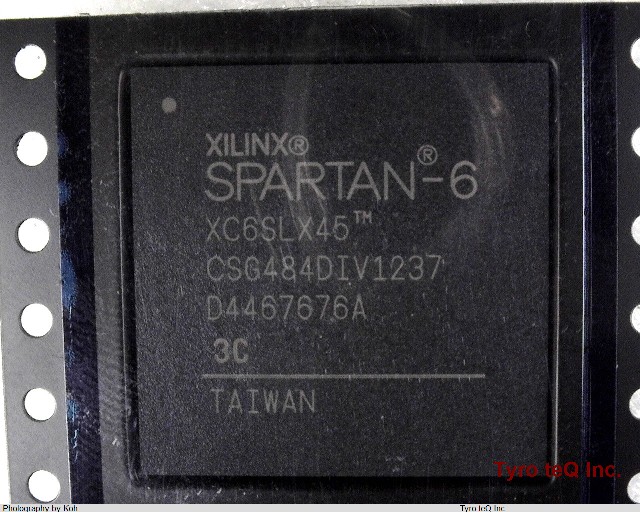 XILINX®
SPARTAN®-6
XC6SLX45™
CSG484DIV1237
D4467676A
3C
TAIWAN
Tyro teQ Inc.
Photography by Koh
Tyro teQ Inc